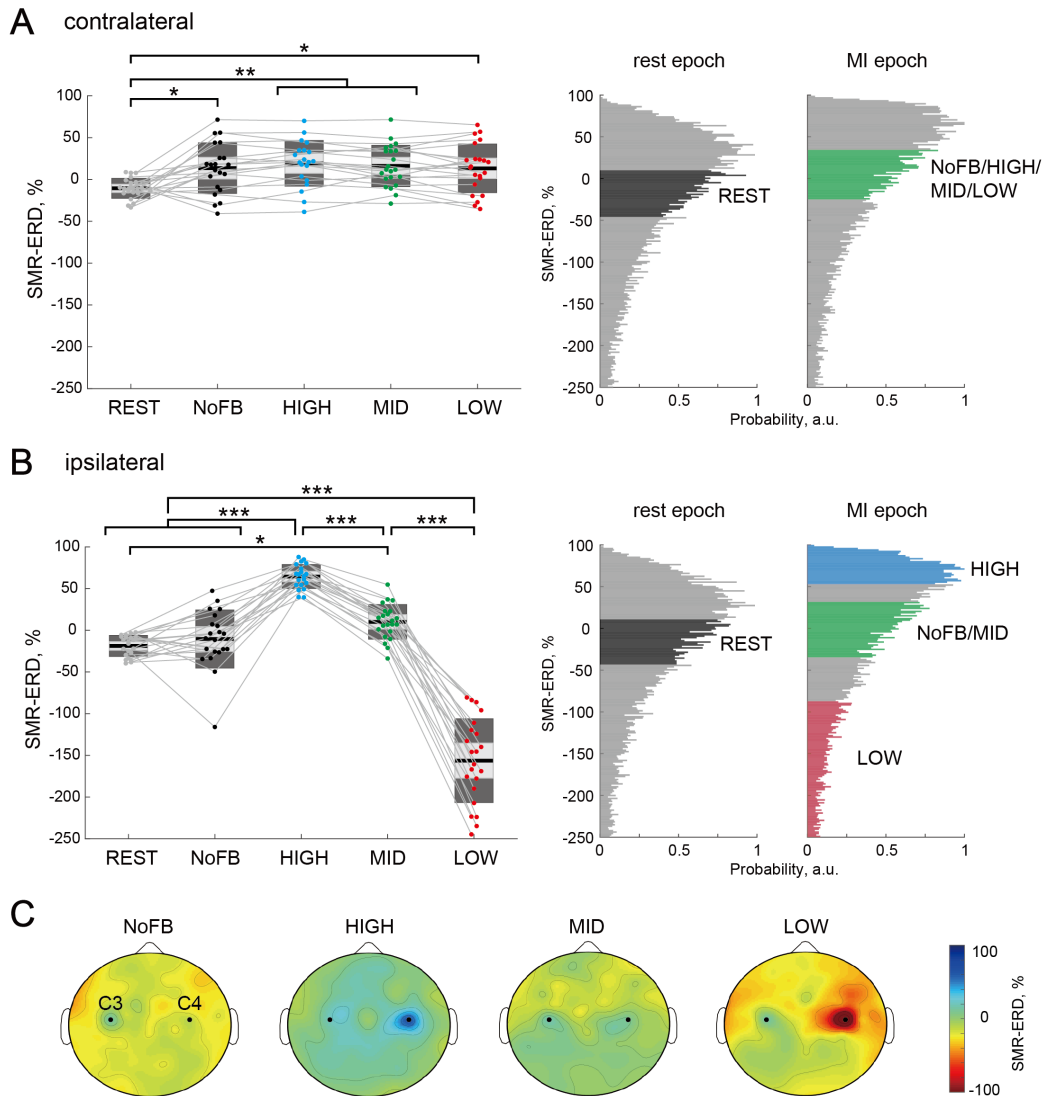 A contralateral
*
**
*
rest epoch
MI epoch
SMR-ERD, %
100
50
0
-50
-100
-150
-200
-250
REST NoFB HIGH MID LOW
SMR-ERD, %
100
50
0
-50
-100
-150
-200
-250
REST
NoFB/HIGH/
MID/LOW
0 0.5 1
0 0.5 1
Probability, a.u.
B ipsilateral
***
***
***
***
*
rest epoch
MI epoch
SMR-ERD, %
100
50
0
-50
-100
-150
-200
-250
REST NoFB HIGH MID LOW
SMR-ERD, %
100
50
0
-50
-100
-150
-200
-250
REST
HIGH
NoFB/MID
LOW
0 0.5 1
0 0.5 1
Probability, a.u.
C
NoFB HIGH MID LOW
C3 C4
100
0
-100
SMR-ERD, %